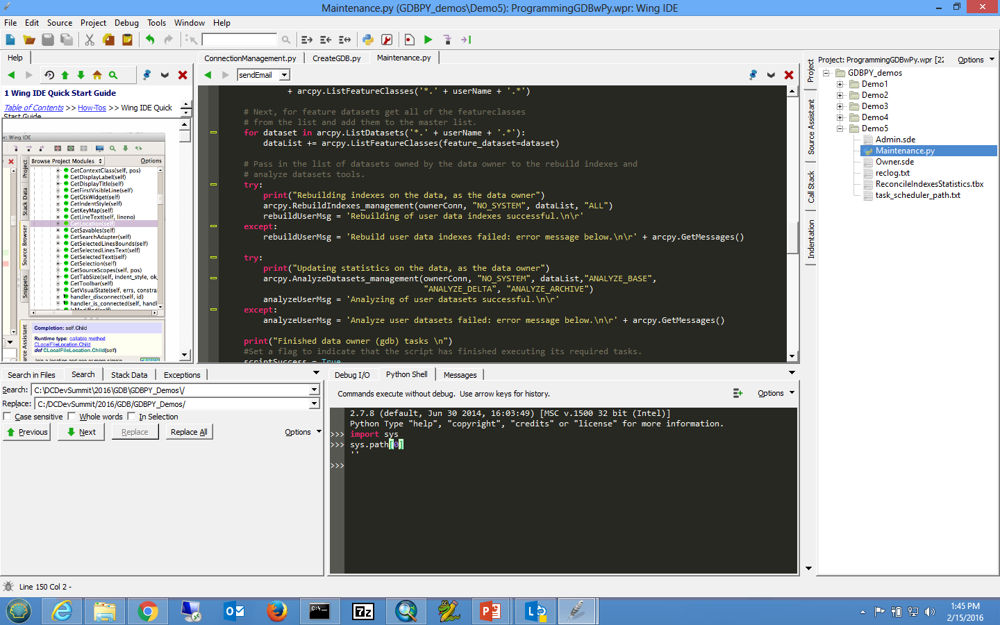 Maintenance.py (GDBPY_demos\Demo5): ProgrammingGDBwPy.wpr: Wing IDE
File Edit Source Project Debug Tools Window Help
Help
1 Wing IDE Quick Start Guide
Table of Contents >> How-Tos >> Wing IDE Quick
Start Guide
r: Wing IDE
Browse Project Modules
Options
Project
Stack Data
Source Browser
Snippets
GetContextClass(self, pos)
GetDisplayLabel(self)
GetDisplayTitle(self)
GetFirstVisibleLine(self)
GetGtkWidget(self)
GetIndentStyle(self)
GetKeyMap(self)
GetLineText(self, lineno)
GetLocation(self)
GetSavables(self)
GetSearchAdapter(self)
GetSelectedLinesBounds(self)
GetSelectedLinesText(self)
GetSelectedText(self)
GetSelection(self)
GetSourceScopes(self, pos)
GetTabSize(self, indent_style, ok_
GetToolbar(self)
GetVisualState(self, errs, constrai
handler_disconnect(self, id)
handler_is_connected(self, handl
IsModified(self)
urce Assistant
Completion: self.Child
Runtime type: callable method
CLocalFileLocation.Child
def CLocalFileLocation.Child(self)
Join a location and one or more simple
ConnectionManagement.py CreateGDB.py Maintenance.py
sendEmail
+ arcpy.ListFeatureClasses('*.' + userName + '.*')
# Next, for feature datasets get all of the featureclasses
# from the list and add them to the master list.
for dataset in arcpy.ListDatasets('*.' + userName + '.*'):
dataList += arcpy.ListFeatureClasses(feature_dataset=dataset)
# Pass in the list of datasets owned by the data owner to the rebuild indexes and
# analyze datasets tools.
try:
print("Rebuilding indexes on the data, as the data owner")
arcpy.RebuildIndexes_management(ownerConn, "NO_SYSTEM", dataList, "ALL")
rebuildUserMsg = 'Rebuilding of user data indexes successful.\n\r'
except:
rebuildUserMsg = 'Rebuild user data indexes failed: error message below.\n\r' + arcpy.GetMessages()
try:
print("Updating statistics on the data, as the data owner")
arcpy.AnalyzeDatasets_management(ownerConn, "NO_SYSTEM", dataList,"ANALYZE_BASE",
"ANALYZE_DELTA", "ANALYZE_ARCHIVE")
analyzeUserMsg = 'Analyzing of user datasets successful.\n\r'
except:
analyzeUserMsg = 'Analyze user datasets failed: error message below.\n\r' + arcpy.GetMessages()
print("Finished data owner (gdb) tasks \n")
#Set a flag to indicate that the script has finished executing its required tasks.
scriptSuccess = True
Project
Source Assistant
Call Stack
Indentation
Project: ProgrammingGDBwPy.wpr [22
Options
GDBPY_demos
Demo1
Demo2
Demo3
Demo4
Demo5
Admin.sde
Maintenance.py
Owner.sde
reclog.txt
ReconcileIndexesStatistics.tbx
task_scheduler_path.txt
Search in Files Search Stack Data Exceptions
Search: C:\DCDevSummit\2016\GDB\GDBPY_Demos\/
Replace: C:/DCDevSummit/2016/GDB/GDBPY_Demos/
Case sensitive Whole words In Selection
Previous Next Replace Replace All Options
Debug I/O Python Shell Messages
Commands execute without debug. Use arrow keys for history.
Options
2.7.8 (default, Jun 30 2014, 16:03:49) [MSC v.1500 32 bit (Intel)]
Python Type "help", "copyright", "credits" or "license" for more information.
>>> import sys
>>> sys.path[0]
''
>>>
Line 150 Col 2 -
C:\_
7z
1:45 PM
2/15/2016